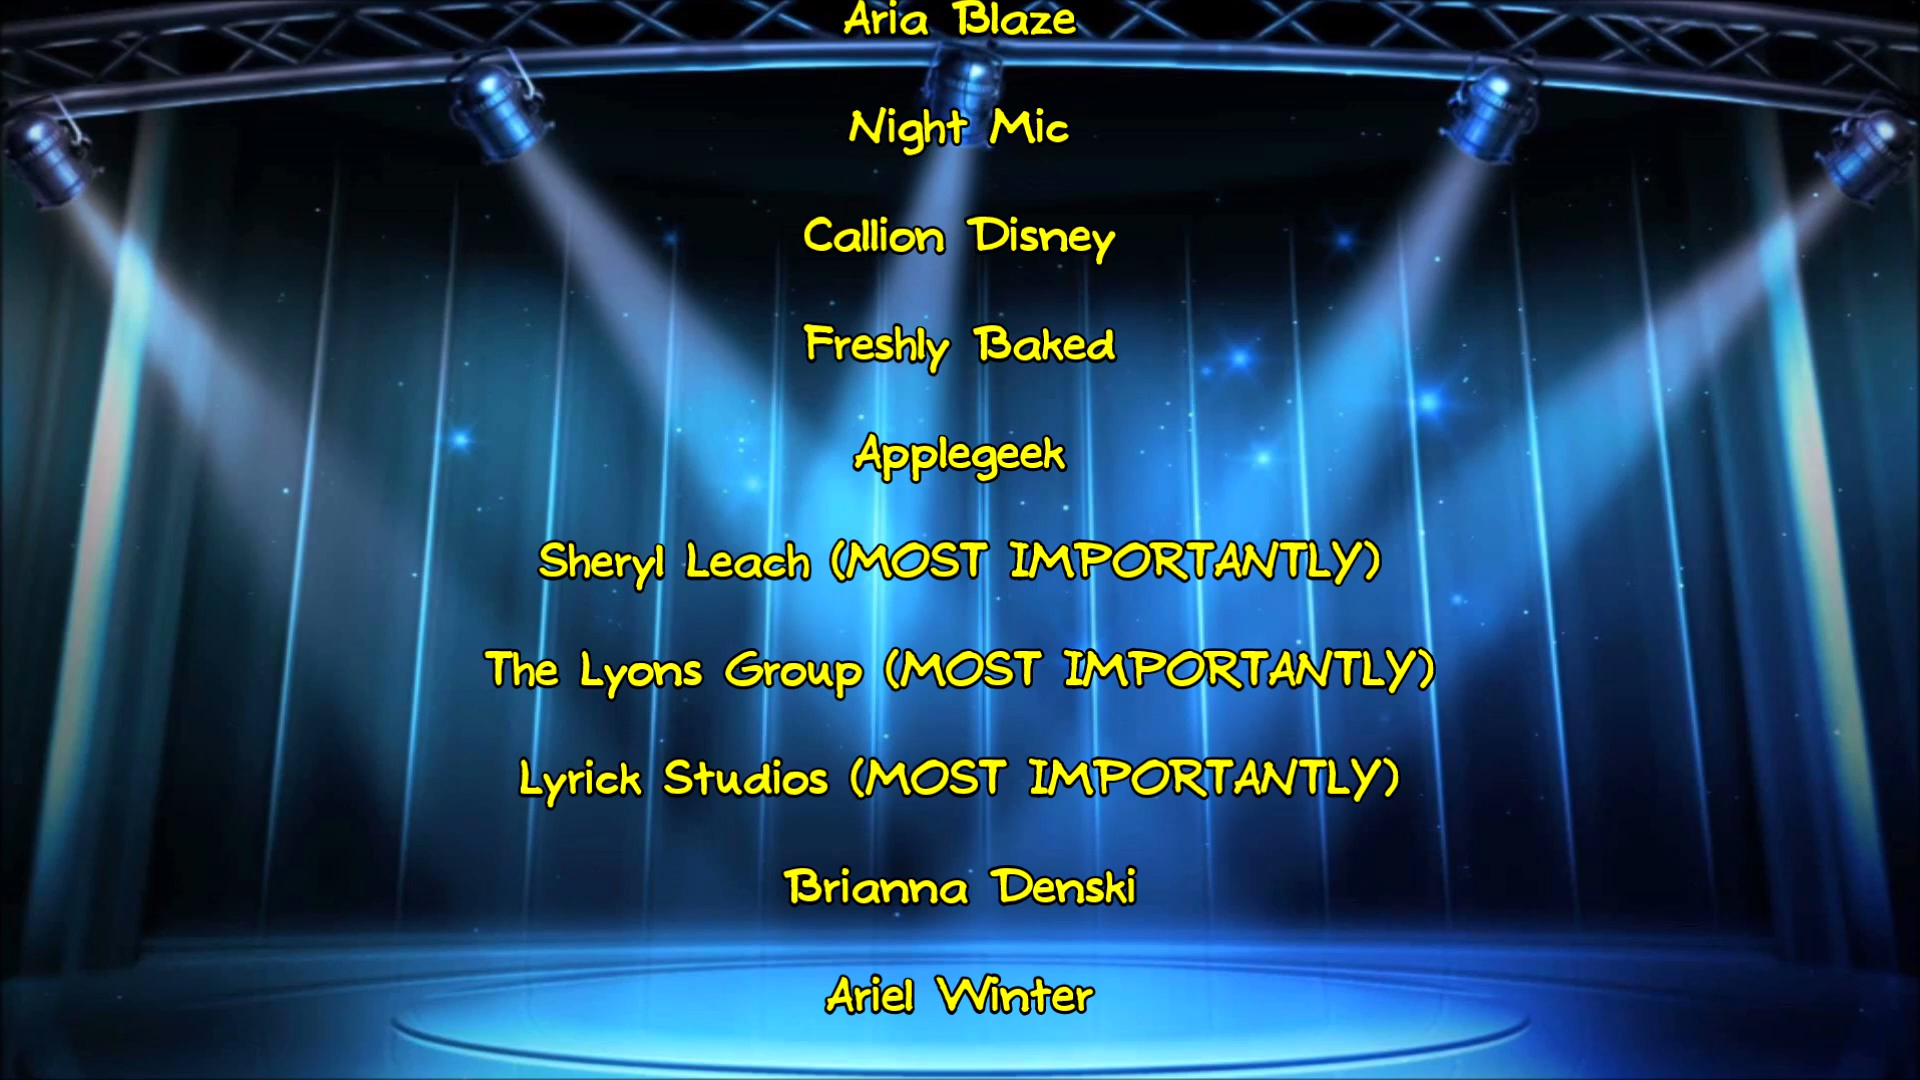 Aria Blaze
Night Mic
Callion Disney
Freshly Baked
Applegeek
Sheryl Leach (MOST IMPORTANTLY)
The Lyons Group (MOST IMPORTANTLY)
Lyrick Studios (MOST IMPORTANTLY)
Brianna Denski
Ariel Winter